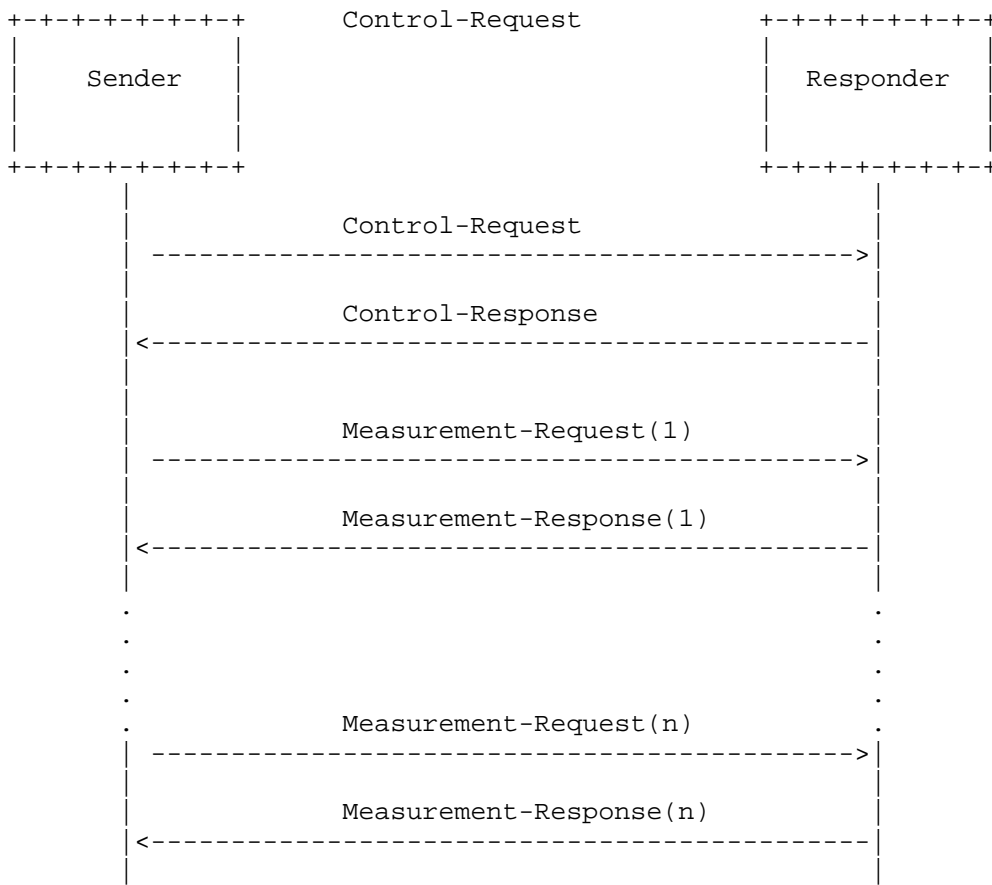 Control-Request
Sender
Responder
Control-Request
Control-Response
Measurement-Request(1)
Measurement-Response(1)
Measurement-Request(n)
Measurement-Response(n)